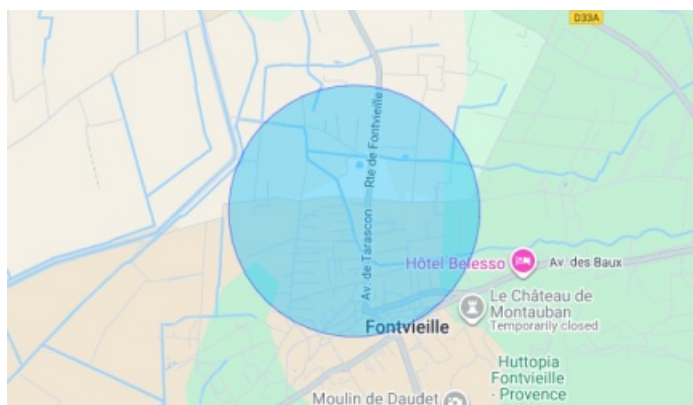 D33A
Rte de Fontvieille
Av. de Tarascon
Hôtel Belesso
Av. des Baux
Le Château de
Montauban
Temporarily closed
Fontvieille
Huttopia
Fontvieille
- Provence
Moulin de Daudet